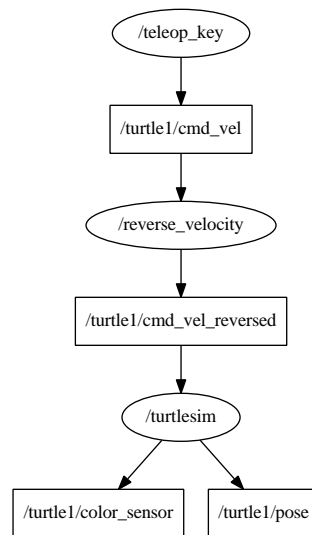 /teleop_key
/turtle1/cmd_vel
/reverse_velocity
/turtle1/cmd_vel_reversed
/turtlesim
/turtle1/color_sensor
/turtle1/pose